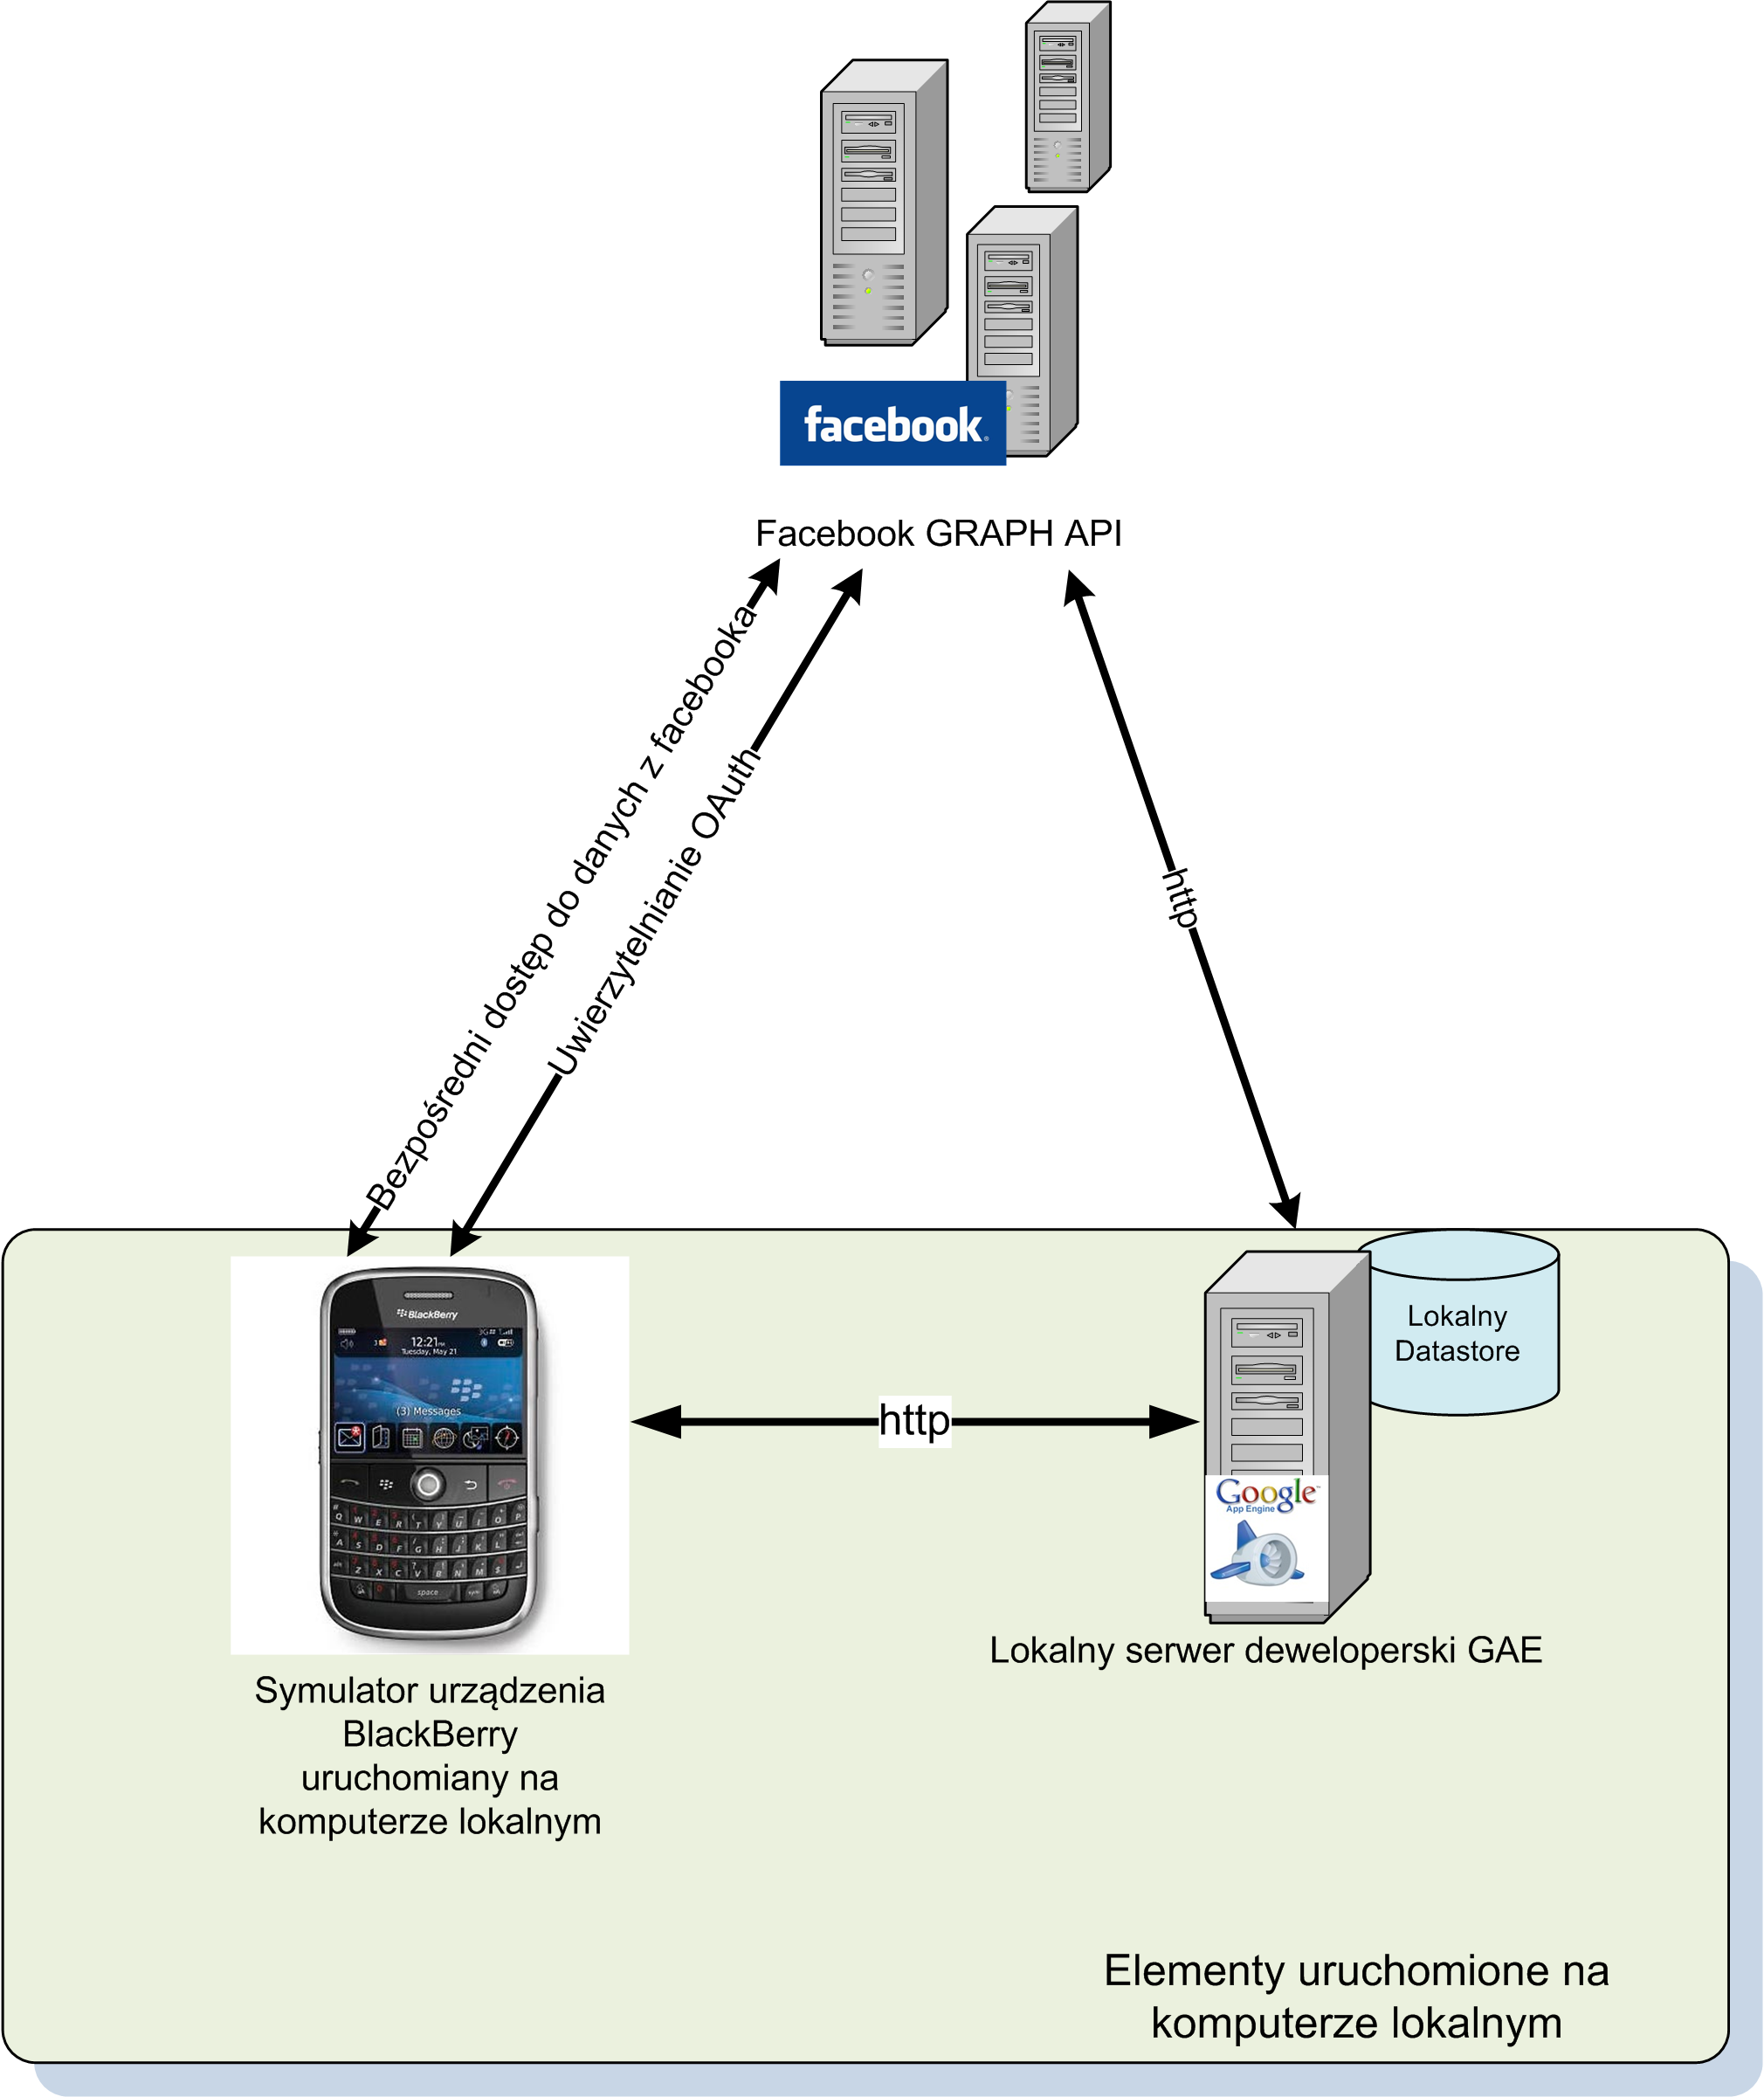 facebook
Facebook GRAPH API
Bezpośredni dostęp do danych z facebooka
Uwierzytelnianie OAuth
http
BlackBerry
12:21PM
Tuesday, May 21
3G
(3) Messages
Q W E R T Y U I O P
A S D F G H J K L
Z X C V B N M $
space
http
Lokalny
Datastore
Google
App Engine
Lokalny serwer deweloperski GAE
Symulator urządzenia
BlackBerry
uruchomiany na
komputerze lokalnym
Elementy uruchomione na
komputerze lokalnym